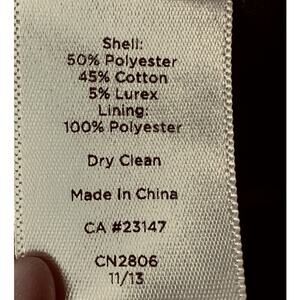 Shell:
50% Polyester
45% Cotton
5% Lurex
Lining:
100% Polyester
Dry Clean
Made in China
CA #23147
CN2806
11/13